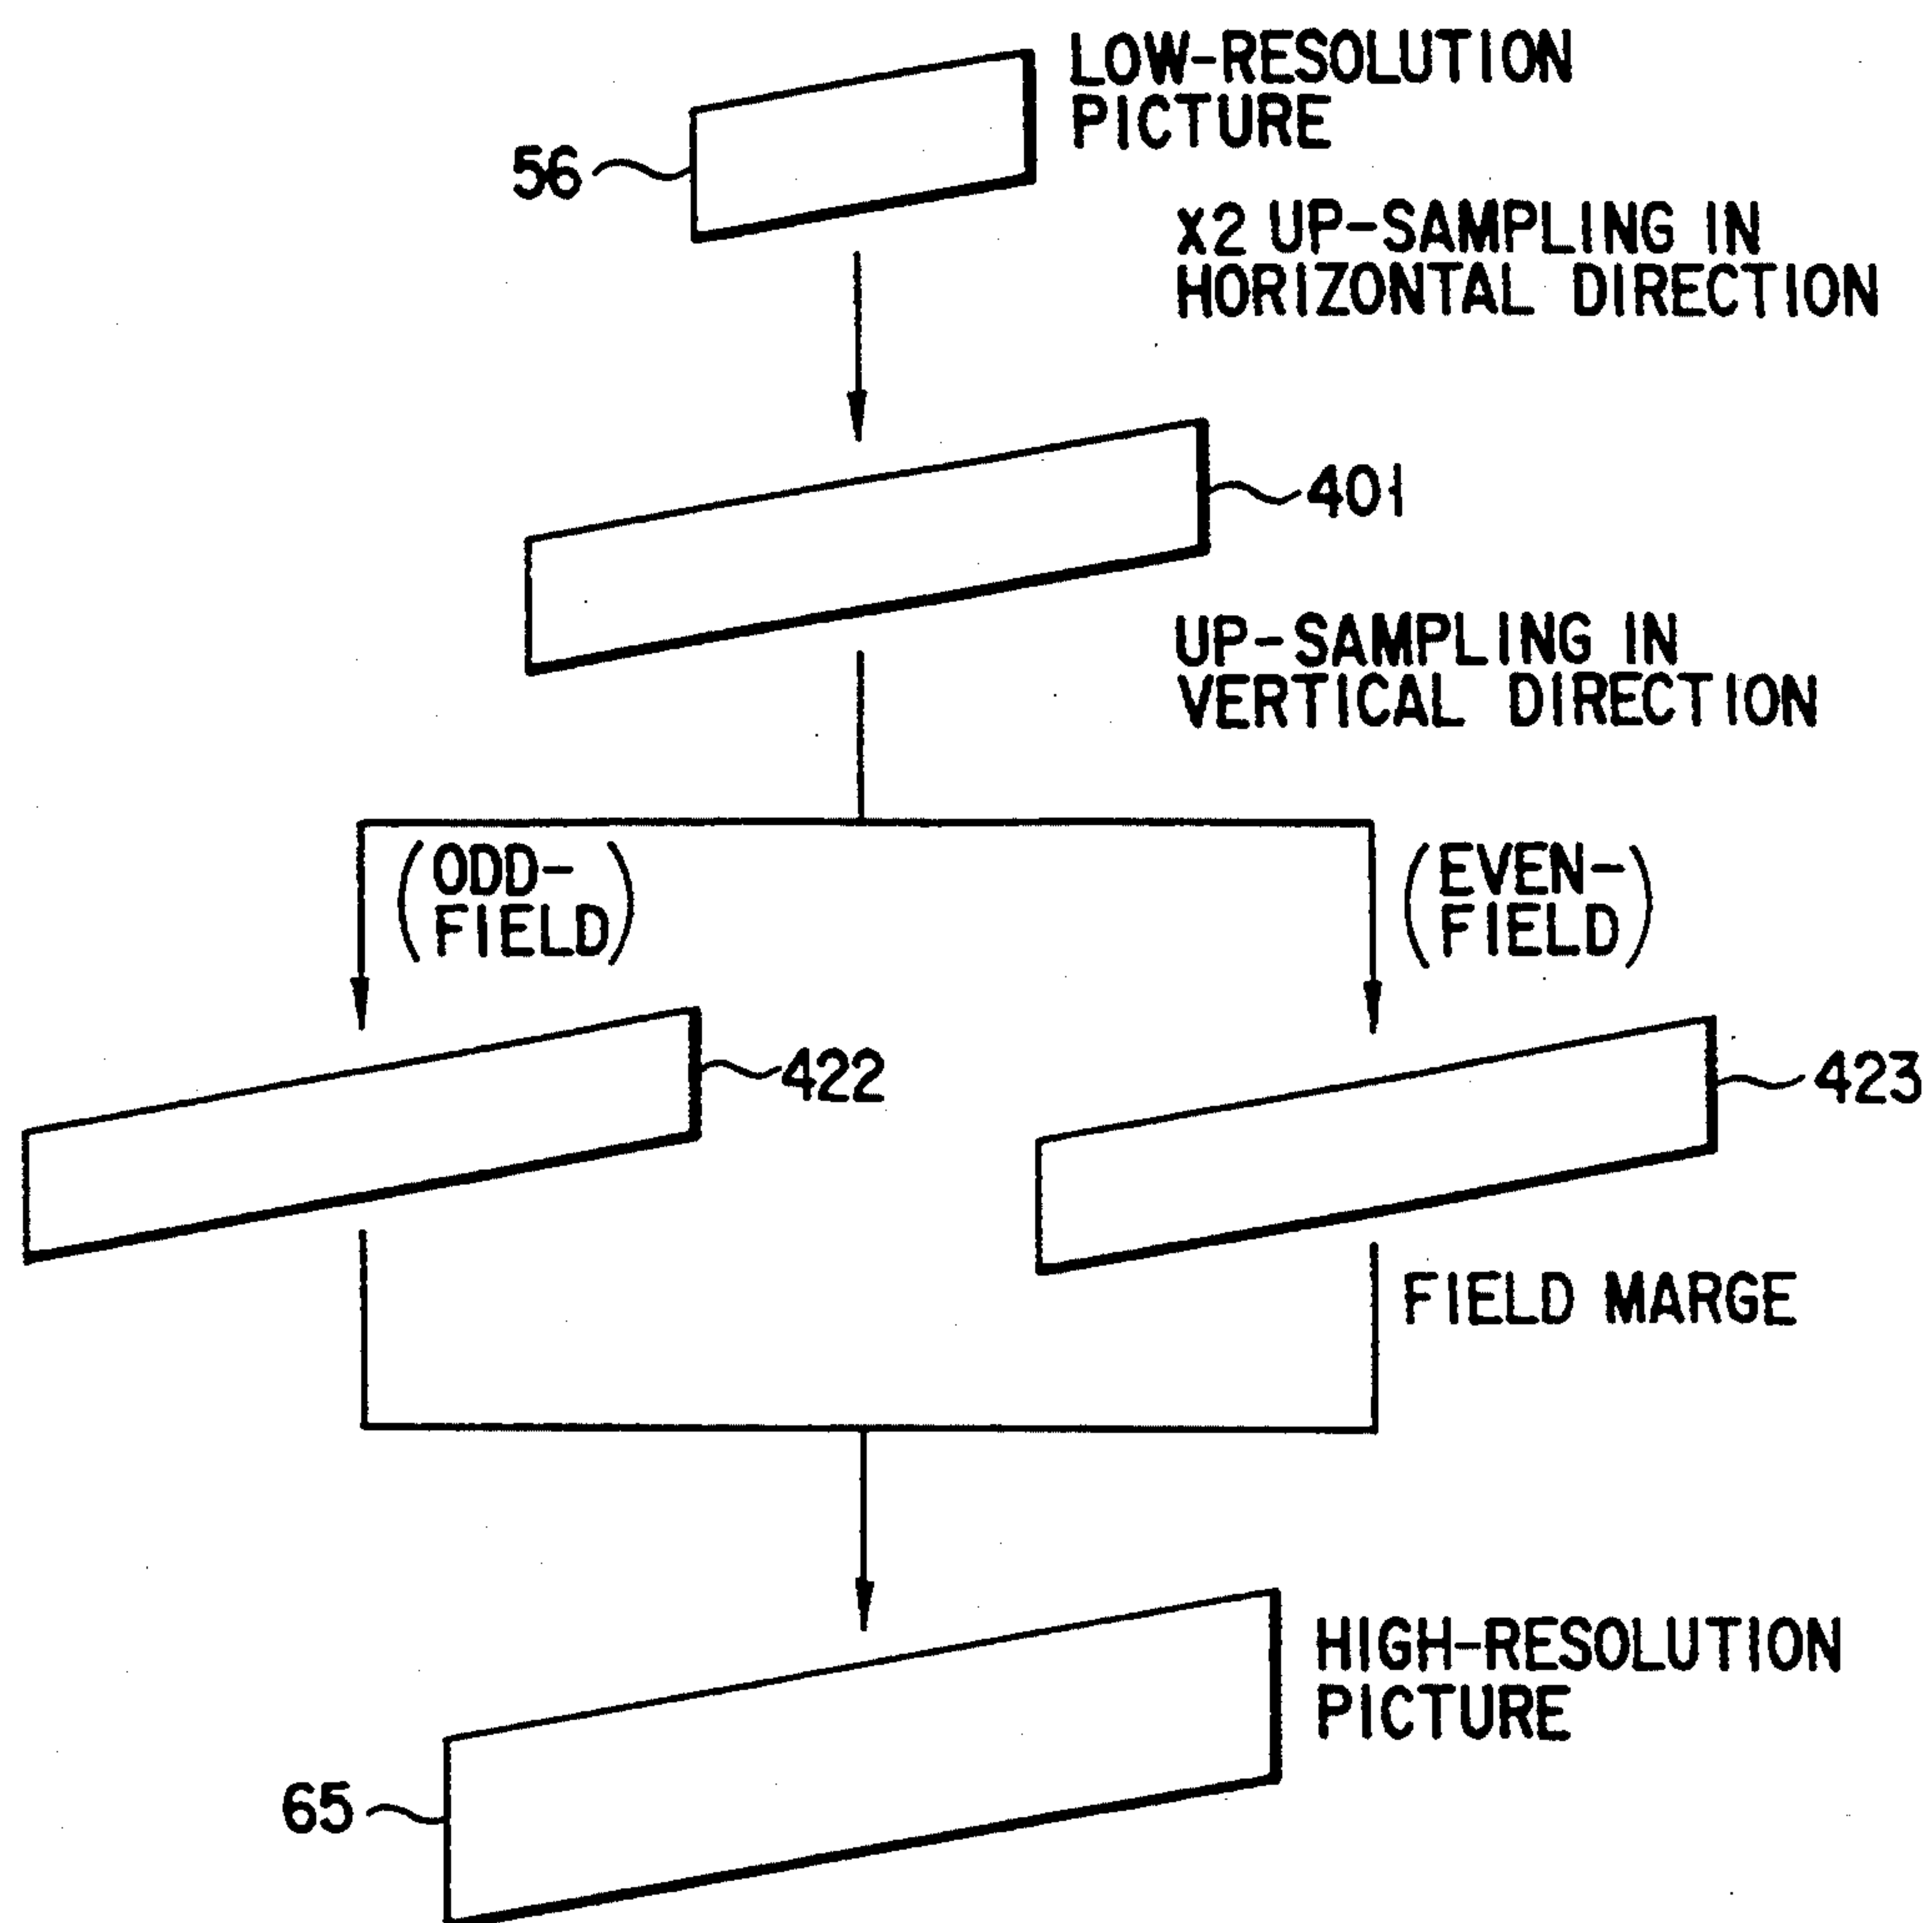 LOW-RESOLUTION
PICTURE
56
X2 UP-SAMPLING IN
HORIZONTAL DIRECTION
401
UP-SAMPLING IN
VERTICAL DIRECTION
(ODD-
FIELD)
(EVEN-
FIELD)
422
423
FIELD MARGE
HIGH-RESOLUTION
PICTURE
65